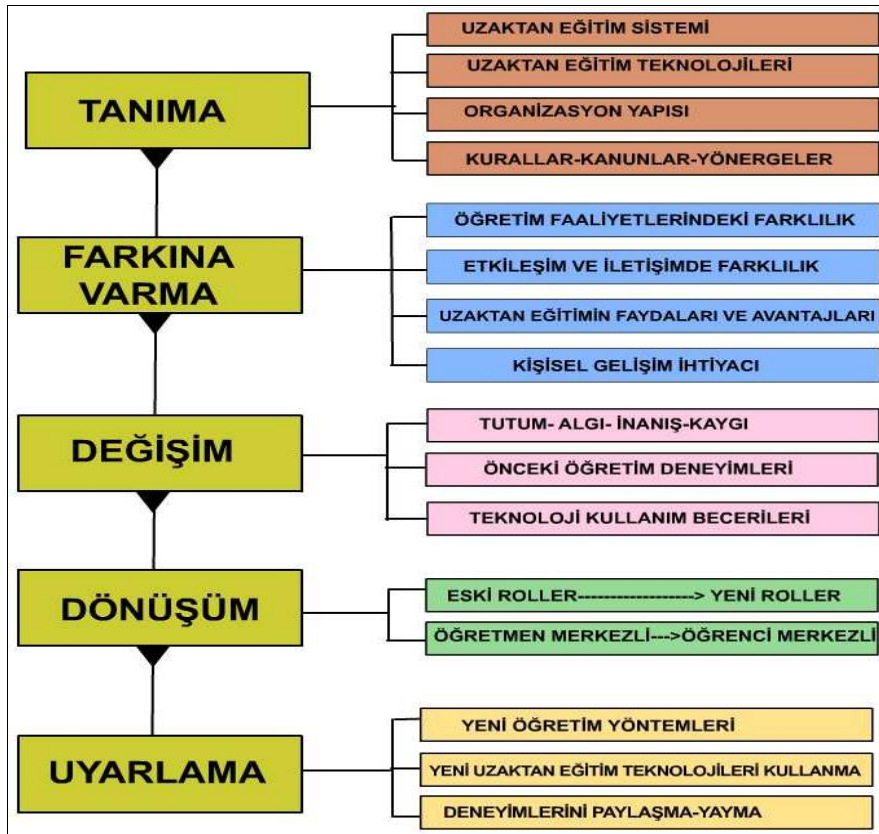 TANIMA
UZAKTAN EĞİTİM SİSTEMİ
UZAKTAN EĞİTİM TEKNOLOJİLERİ
ORGANİZASYON YAPISI
KURALLAR-KANUNLAR-YÖNERGELER
FARKINA
VARMA
ÖĞRETİM FAALİYETLERİNDEKİ FARKLILIK
ETKİLEŞİM VE İLETİŞİMDE FARKLILIK
UZAKTAN EĞİTİMİN FAYDALARI VE AVANTAJLARI
KİŞİSEL GELİŞİM İHTİYACI
DEĞİŞİM
TUTUM- ALGI- İNANIŞ-KAYGI
ÖNCEKİ ÖĞRETİM DENEYİMLERİ
TEKNOLOJİ KULLANIM BECERİLERİ
DÖNÜŞÜM
ESKİ ROLLER------------------> YENİ ROLLER
ÖĞRETMEN MERKEZLİ--->ÖĞRENCİ MERKEZLİ
UYARLAMA
YENİ ÖĞRETİM YÖNTEMLERİ
YENİ UZAKTAN EĞİTİM TEKNOLOJİLERİ KULLANMA
DENEYİMLERİNİ PAYLAŞMA-YAYMA